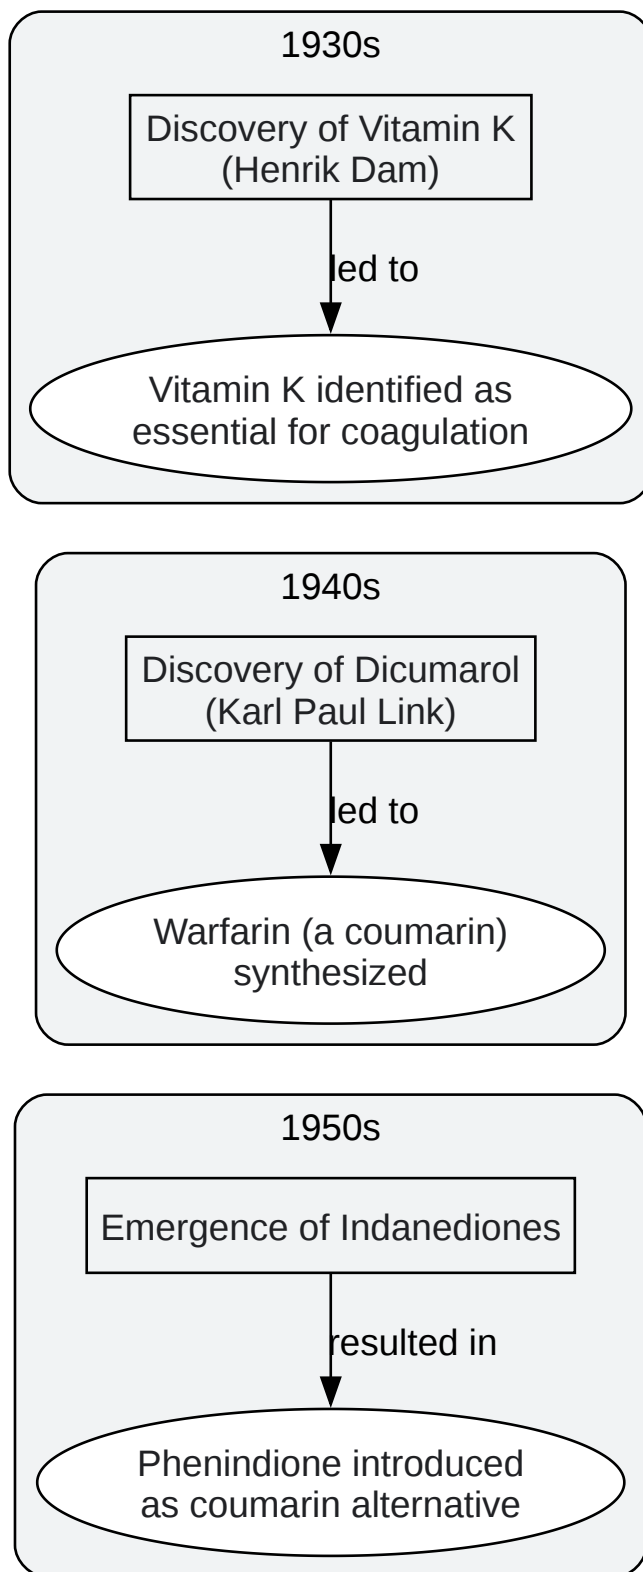 1930s
Discovery of Vitamin K
(Henrik Dam)
led to
Vitamin K identified as
essential for coagulation
1940s
Discovery of Dicumarol
(Karl Paul Link)
led to
Warfarin (a coumarin)
synthesized
1950s
Emergence of Indanediones
resulted in
Phenindione introduced
as coumarin alternative